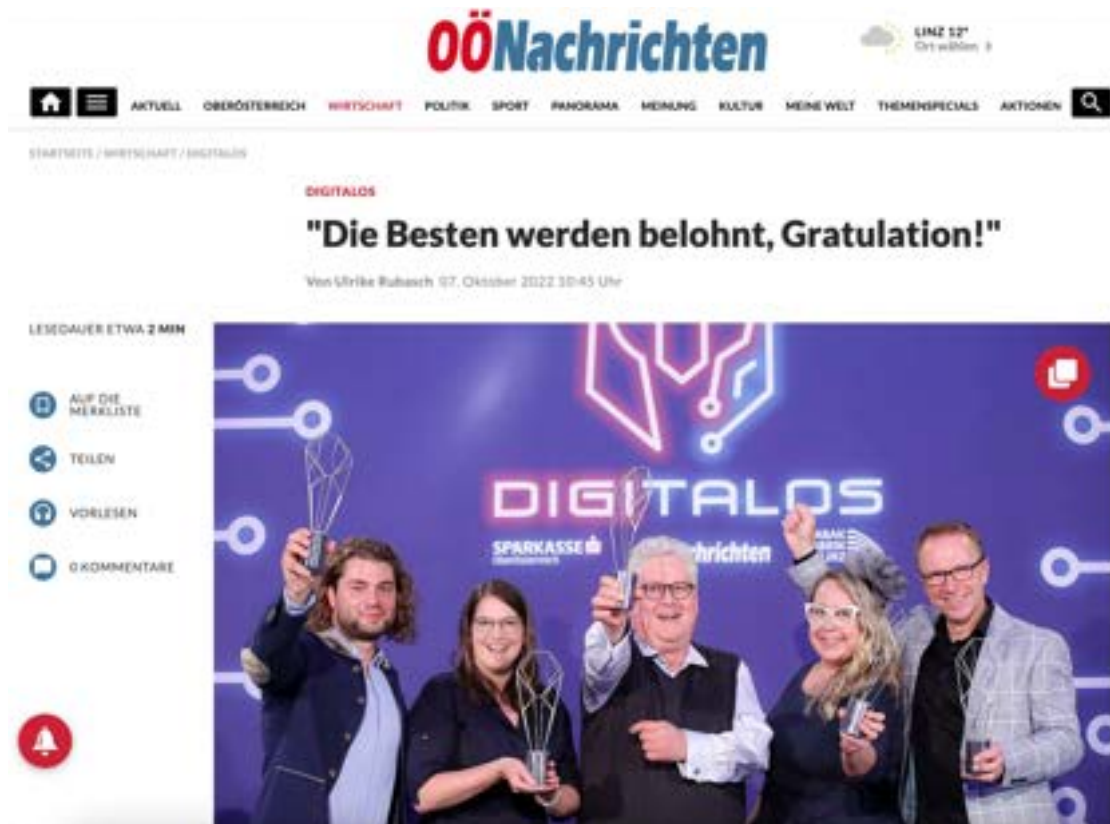 OÖNachrichten
LINZ 12°
Ort wählen
AKTUELL OBERÖSTERREICH WIRTSCHAFT POLITIK SPORT PANORAMA MEINUNG KULTUR MEINE WELT THEMENSPECIALS AKTIONEN
STARTSEITE / WIRTSCHAFT / DIGITALOS
DIGITALOS
"Die Besten werden belohnt, Gratulation!"
Von Ulrike Rubasch 07. Oktober 2022 10:45 Uhr
LESEDAUER ETWA 2 MIN
AUF DIE
MERKLISTE
TEILEN
VORLESEN
0 KOMMENTARE
DIGITALOS
SPARKASSE
Oberösterreich
chrichten